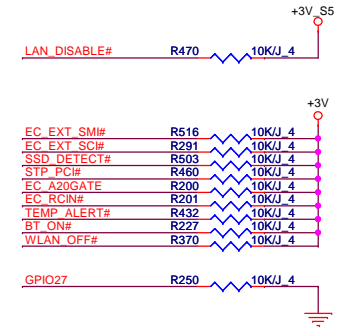 +3V_S5
LAN_DISABLE# R470 10K/J_4
+3V
EC_EXT_SMI# R516 10K/J_4
EC_EXT_SCI# R291 10K/J_4
SSD_DETECT# R503 10K/J_4
STP_PCI# R460 10K/J_4
EC_A20GATE R200 10K/J_4
EC_RCIN# R201 10K/J_4
TEMP_ALERT# R432 10K/J_4
BT_ON# R227 10K/J_4
WLAN_OFF# R370 10K/J_4
GPIO27 R250 10K/J_4